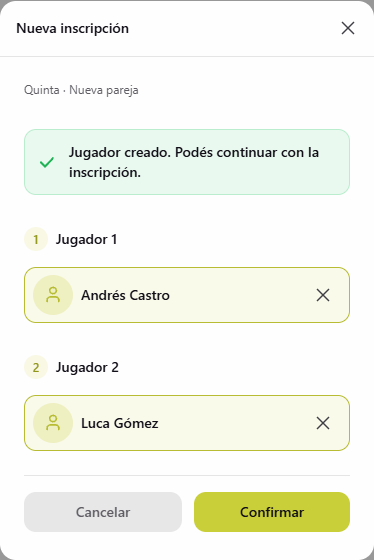 Nueva inscripción
Quinta · Nueva pareja
Jugador creado. Podés continuar con la
inscripción.
1 Jugador 1
Andrés Castro
2 Jugador 2
Luca Gómez
Cancelar Confirmar